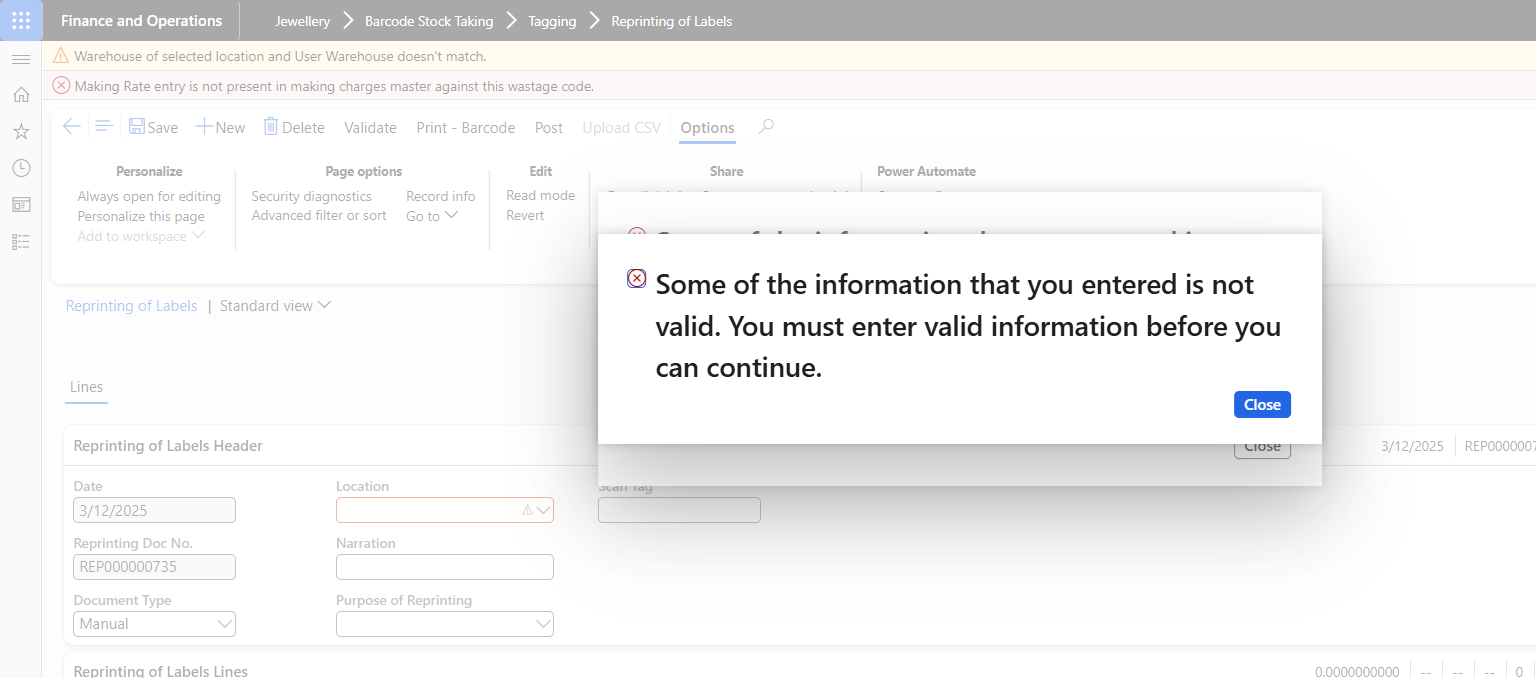 Finance and Operations
Jewellery
Barcode Stock Taking
Tagging
Reprinting of Labels
Warehouse of selected location and User Warehouse doesn't match.
Making Rate entry is not present in making charges master against this wastage code.
Save
New
Delete
Validate
Print - Barcode
Post
Upload CSV
Options
Personalize
Always open for editing
Personalize this page
Add to workspace
Page options
Security diagnostics
Advanced filter or sort
Record info
Go to
Edit
Read mode
Revert
Share
Power Automate
Some of the information that you entered is not
valid. You must enter valid information before you
can continue.
Close
Close
Reprinting of Labels | Standard view
Lines
Reprinting of Labels Header
3/12/2025
Date
3/12/2025
Location
Scan Tag
Reprinting Doc No.
REP000000735
Narration
Document Type
Manual
Purpose of Reprinting
Reprinting of Labels Lines
0.0000000000 -- -- -- 0